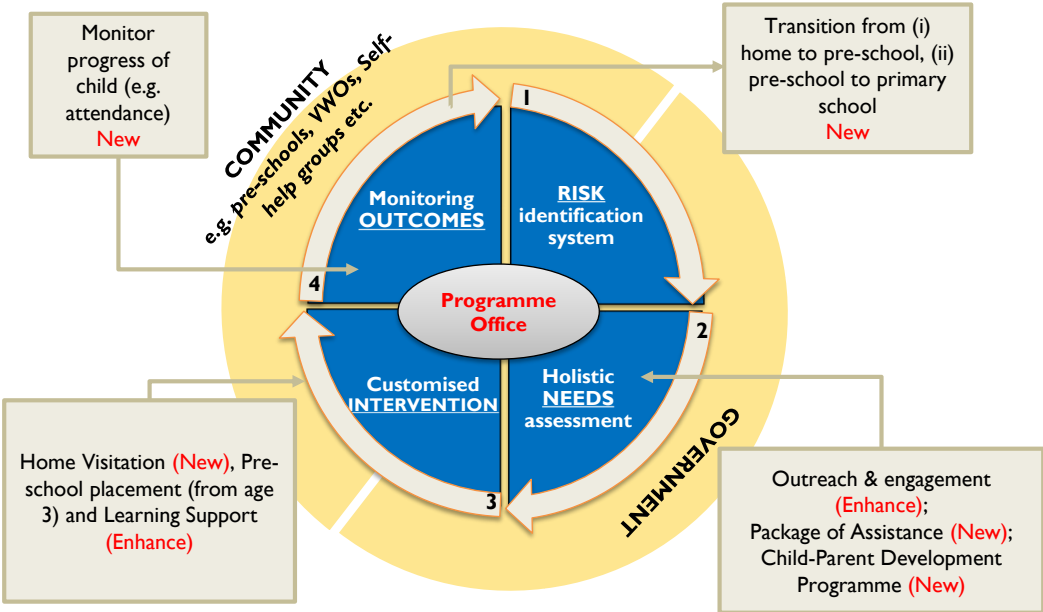 Monitor
progress of
child (e.g.
attendance)
New
Transition from (i)
home to pre-school, (ii)
pre-school to primary
school
New
COMMUNITY
e.g. pre-schools, VWOs, Self-
help groups etc.
1
Monitoring
OUTCOMES
RISK
identification
system
4
Programme
Office
2
Customised
INTERVENTION
Holistic
NEEDS
assessment
3
GOVERNMENT
Home Visitation (New), Pre-
school placement (from age
3) and Learning Support
(Enhance)
Outreach & engagement
(Enhance);
Package of Assistance (New);
Child-Parent Development
Programme (New)